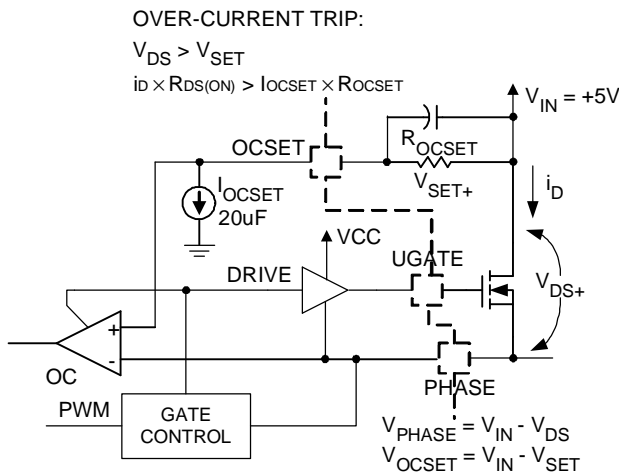 OVER-CURRENT TRIP:
VDS > VSET
iD × RDS(ON) > IOCSET × ROCSET
VIN = +5V
OCSET
ROCSET
VSET+
iD
IOCSET
20uF
VCC
UGATE
DRIVE
VDS+
+
-
OC
PHASE
PWM
GATE
CONTROL
VPHASE = VIN - VDS
VOCSET = VIN - VSET